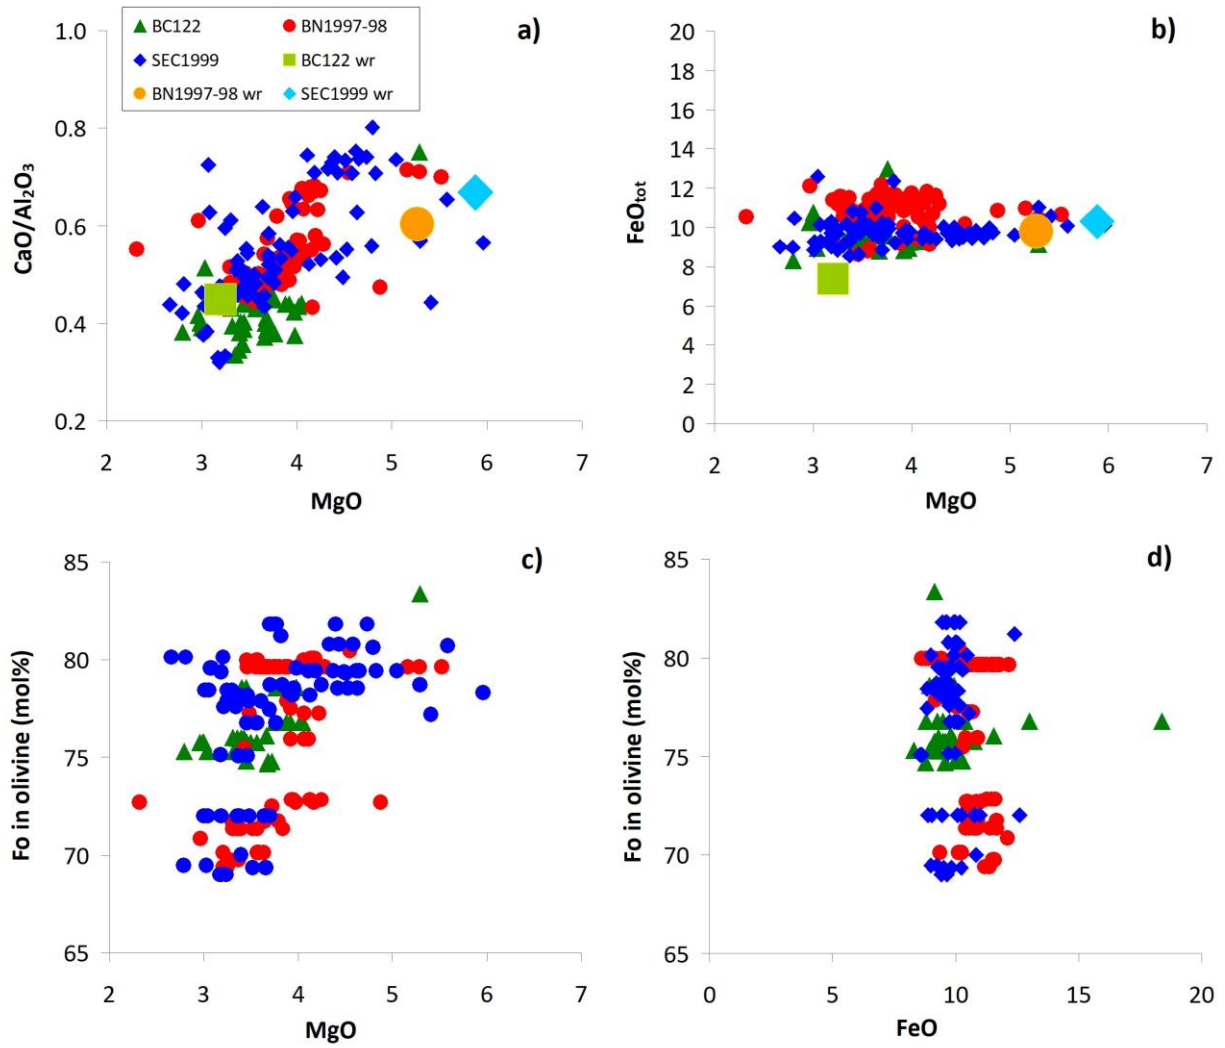 a)
BC122 BN1997-98
SEC1999 BC122 wr
BN1997-98 wr SEC1999 wr
1.0
0.8
0.6
0.4
0.2
CaO/Al₂O₃
2 3 4 5 6 7
MgO
b)
20
18
16
14
12
10
8
6
4
2
0
FeOtot
2 3 4 5 6 7
MgO
c)
85
80
75
70
65
Fo in olivine (mol%)
2 3 4 5 6 7
MgO
d)
85
80
75
70
65
Fo in olivine (mol%)
0 5 10 15 20
FeO